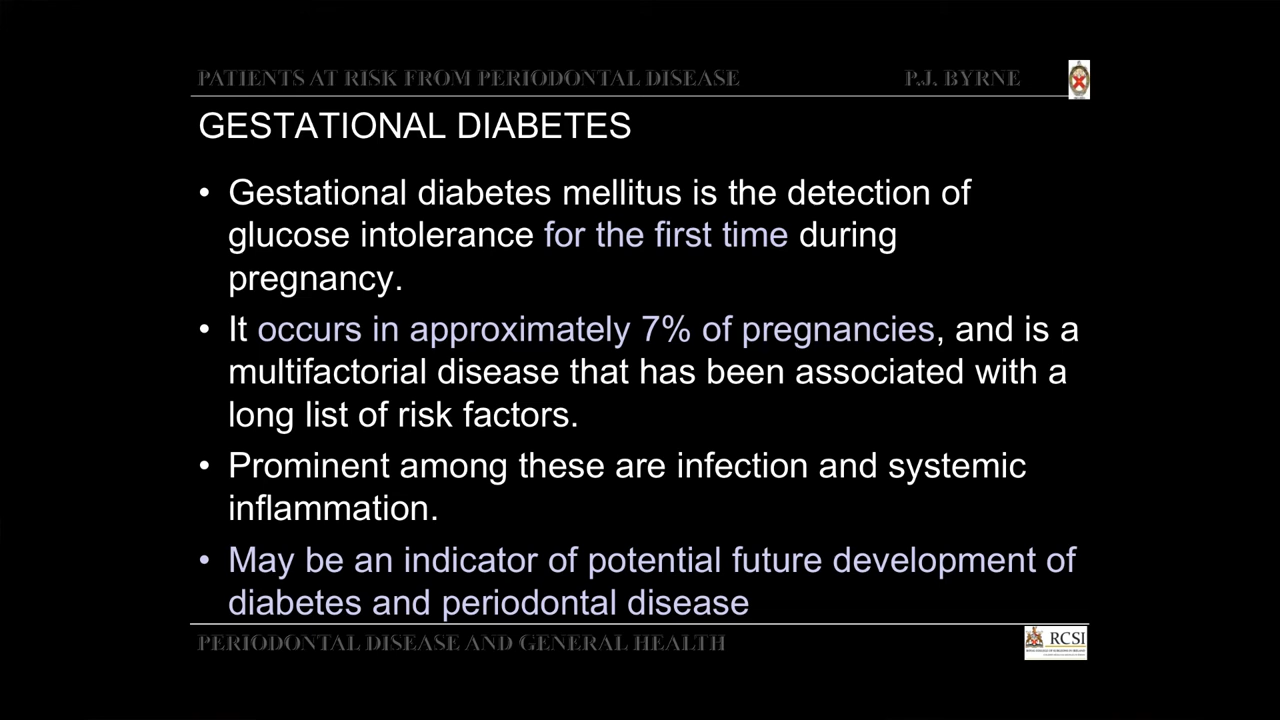 PATIENTS AT RISK FROM PERIODONTAL DISEASE P.J. BYRNE
GESTATIONAL DIABETES
• Gestational diabetes mellitus is the detection of
glucose intolerance for the first time during
pregnancy.
• It occurs in approximately 7% of pregnancies, and is a
multifactorial disease that has been associated with a
long list of risk factors.
• Prominent among these are infection and systemic
inflammation.
• May be an indicator of potential future development of
diabetes and periodontal disease
PERIODONTAL DISEASE AND GENERAL HEALTH
RCSI